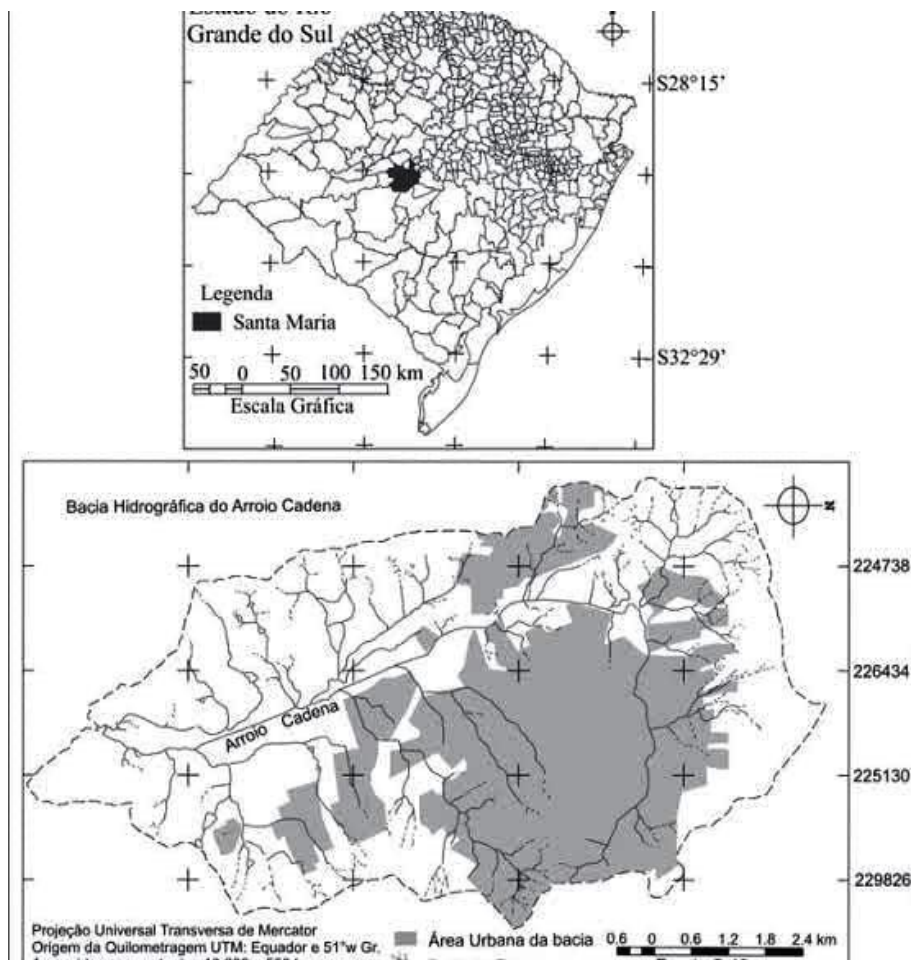 Estado do Rio
Grande do Sul
S28°15'
Legenda
Santa Maria
S32°29'
50 0 50 100 150 km
Escala Gráfica
Bacia Hidrográfica do Arroio Cadena
N
224738
226434
Arroio Cadena
225130
229826
Projeção Universal Transversa de Mercator
Origem da Quilometragem UTM: Equador e 51°w Gr.
Área Urbana da bacia
0.6 0 0.6 1.2 1.8 2.4 km